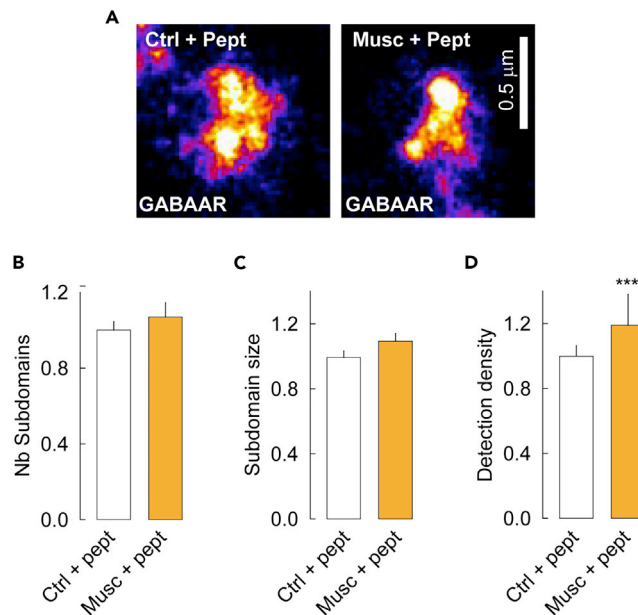 A
Ctrl + Pept
Musc + Pept
0.5 μm
GABAAR
GABAAR
B
Nb Subdomains
1.2
0.8
0.4
0.0
Ctrl + pept
Musc + pept
C
Subdomain size
1.2
0.8
0.4
0.0
Ctrl + pept
Musc + pept
D
Detection density
***
1.2
0.8
0.4
0.0
Ctrl + pept
Musc + pept